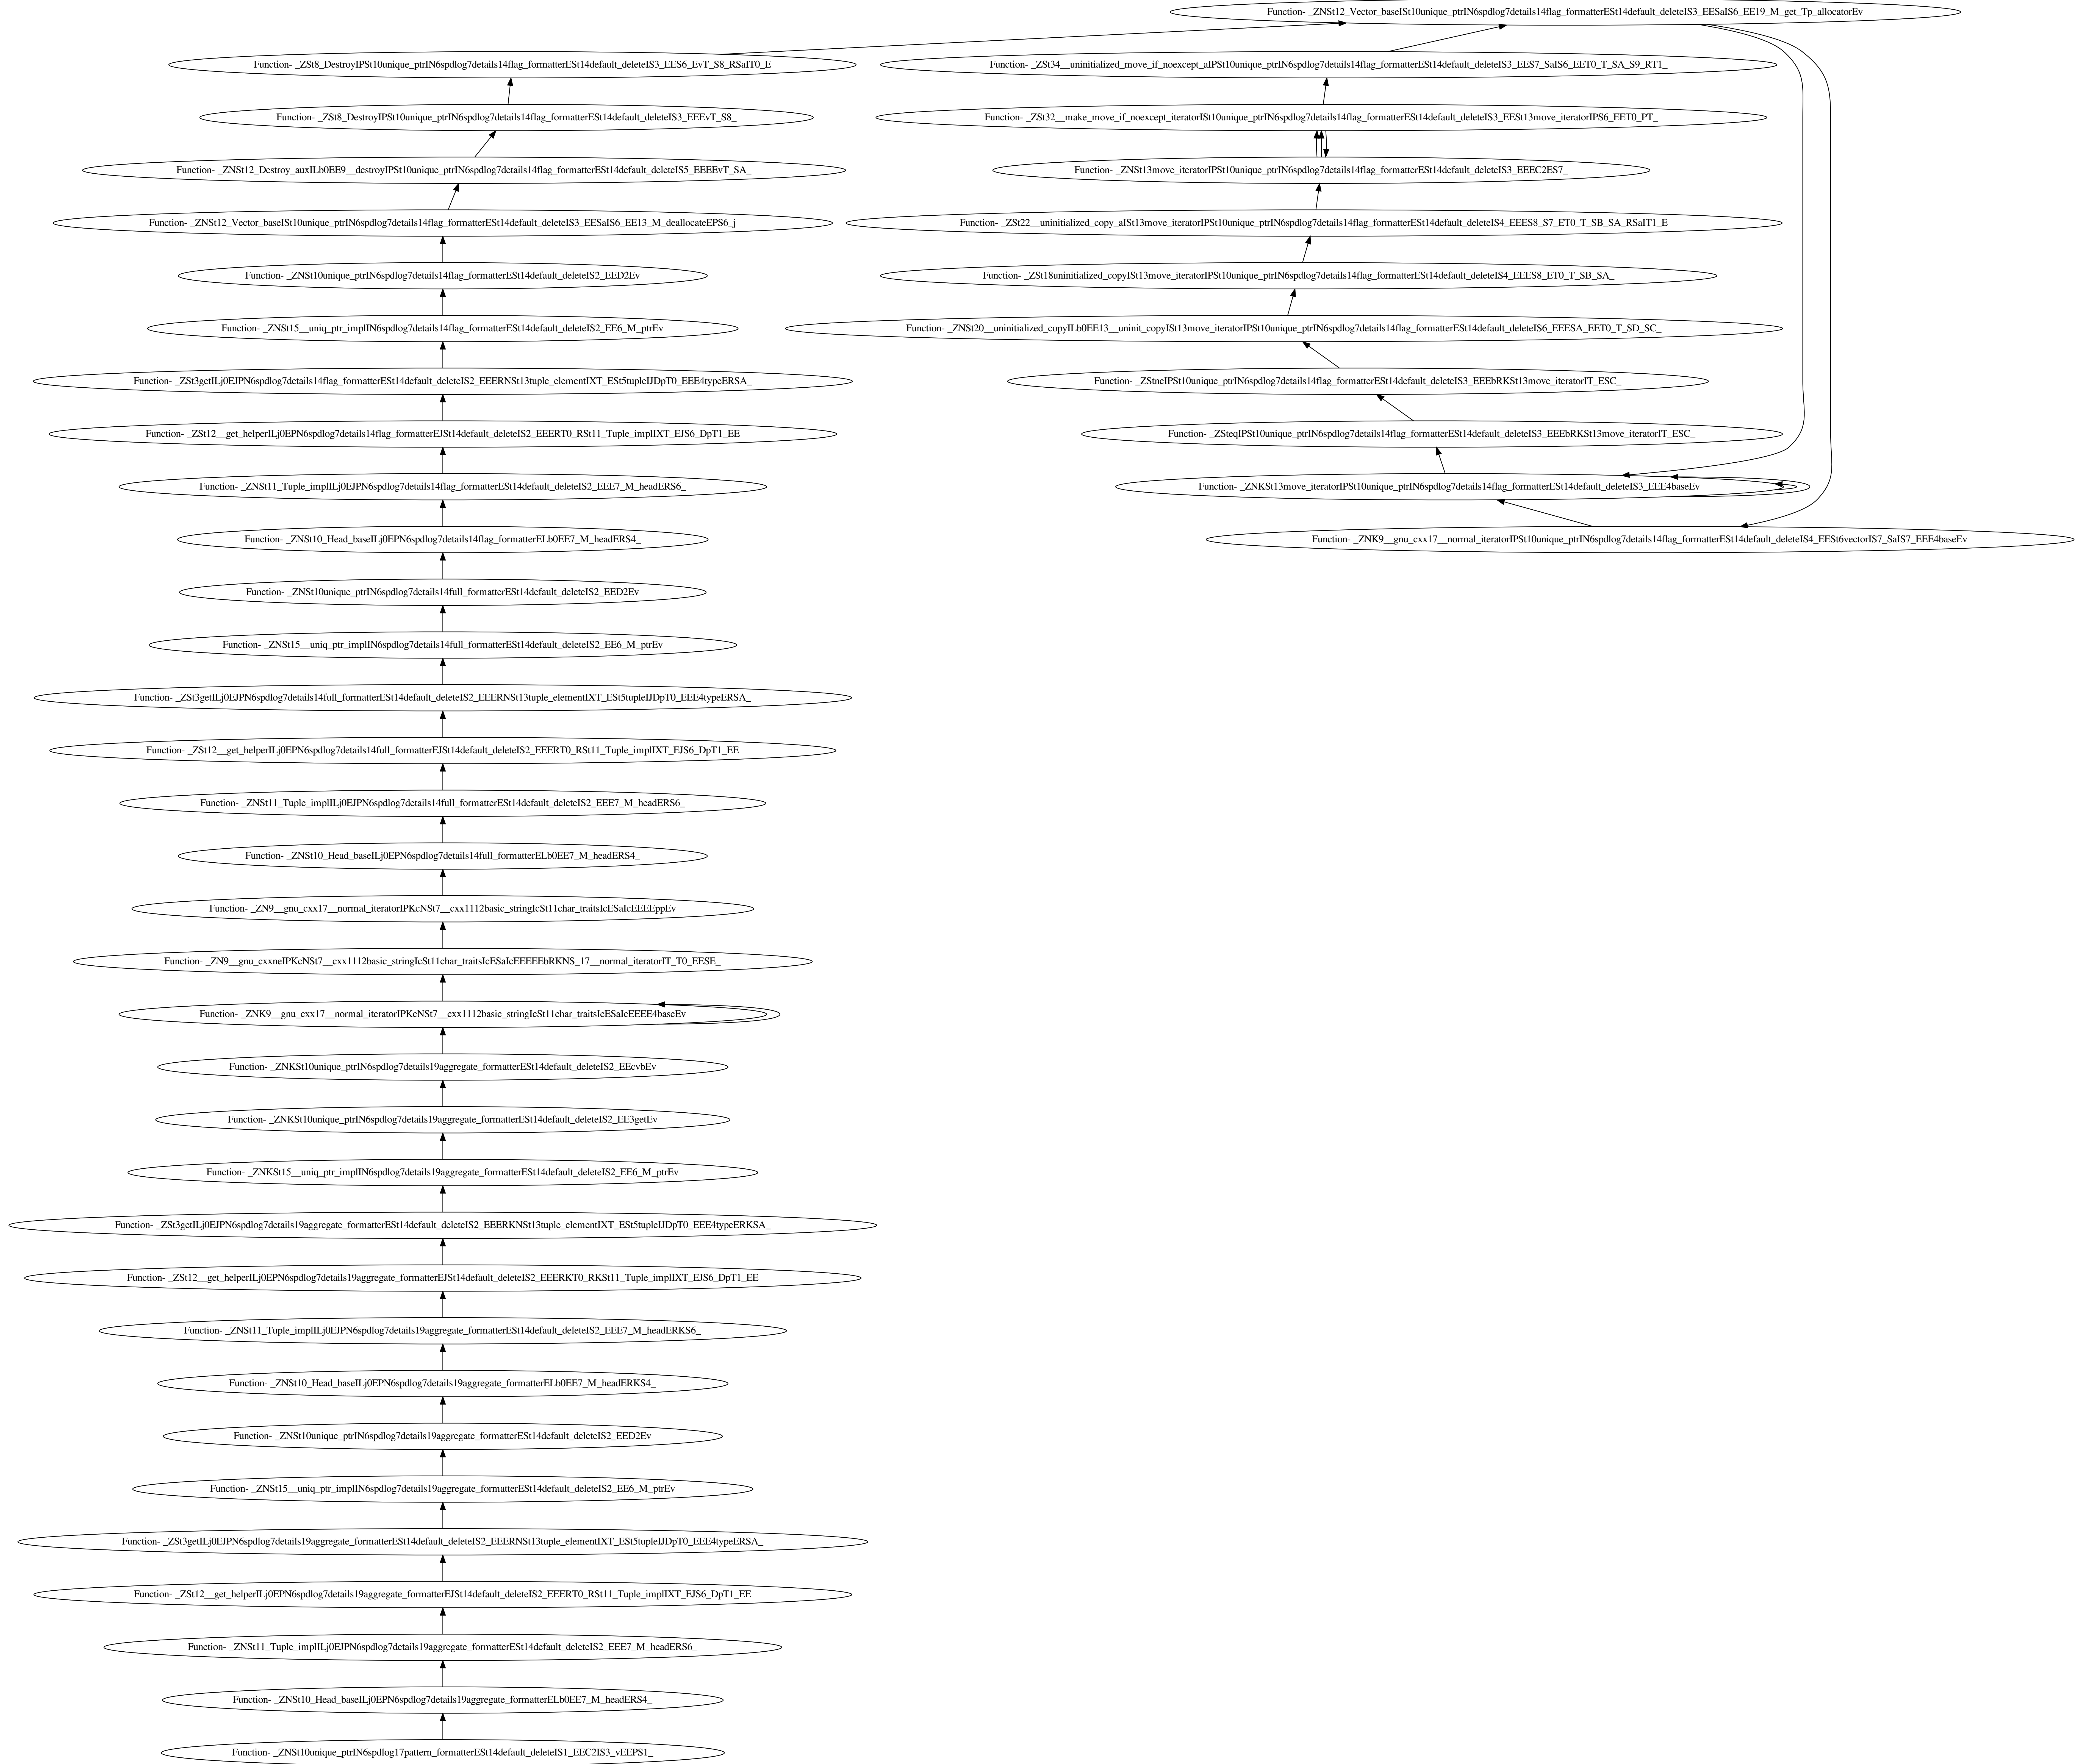 Function- _ZNSt12_Vector_baseISt10unique_ptrIN6spdlog7details14flag_formatterESt14default_deleteIS3_EESaIS6_EE19_M_get_Tp_allocatorEv
Function- _ZSt8_DestroyIPSt10unique_ptrIN6spdlog7details14flag_formatterESt14default_deleteIS3_EES6_EvT_S8_RSaIT0_E
Function- _ZSt34__uninitialized_move_if_noexcept_aIPSt10unique_ptrIN6spdlog7details14flag_formatterESt14default_deleteIS3_EES7_SaIS6_EET0_T_SA_S9_RT1_
Function- _ZSt8_DestroyIPSt10unique_ptrIN6spdlog7details14flag_formatterESt14default_deleteIS3_EEEvT_S8_
Function- _ZSt32__make_move_if_noexcept_iteratorISt10unique_ptrIN6spdlog7details14flag_formatterESt14default_deleteIS3_EESt13move_iteratorIPS6_EET0_PT_
Function- _ZNSt12_Destroy_auxILb0EE9__destroyIPSt10unique_ptrIN6spdlog7details14flag_formatterESt14default_deleteIS5_EEEEvT_SA_
Function- _ZNSt13move_iteratorIPSt10unique_ptrIN6spdlog7details14flag_formatterESt14default_deleteIS3_EEEC2ES7_
Function- _ZNSt12_Vector_baseISt10unique_ptrIN6spdlog7details14flag_formatterESt14default_deleteIS3_EESaIS6_EE13_M_deallocateEPS6_j
Function- _ZSt22__uninitialized_copy_aISt13move_iteratorIPSt10unique_ptrIN6spdlog7details14flag_formatterESt14default_deleteIS4_EEES8_S7_ET0_T_SB_SA_RSaIT1_E
Function- _ZNSt10unique_ptrIN6spdlog7details14flag_formatterESt14default_deleteIS2_EED2Ev
Function- _ZSt18uninitialized_copyISt13move_iteratorIPSt10unique_ptrIN6spdlog7details14flag_formatterESt14default_deleteIS4_EEES8_ET0_T_SB_SA_
Function- _ZNSt15__uniq_ptr_implIN6spdlog7details14flag_formatterESt14default_deleteIS2_EE6_M_ptrEv
Function- _ZNSt20__uninitialized_copyILb0EE13__uninit_copyISt13move_iteratorIPSt10unique_ptrIN6spdlog7details14flag_formatterESt14default_deleteIS6_EEESA_EET0_T_SD_SC_
Function- _ZSt3getILj0EJPN6spdlog7details14flag_formatterESt14default_deleteIS2_EEERNSt13tuple_elementIXT_ESt5tupleIJDpT0_EEE4typeERSA_
Function- _ZStneIPSt10unique_ptrIN6spdlog7details14flag_formatterESt14default_deleteIS3_EEEbRKSt13move_iteratorIT_ESC_
Function- _ZSt12__get_helperILj0EPN6spdlog7details14flag_formatterEJSt14default_deleteIS2_EEERT0_RSt11_Tuple_implIXT_EJS6_DpT1_EE
Function- _ZSteqIPSt10unique_ptrIN6spdlog7details14flag_formatterESt14default_deleteIS3_EEEbRKSt13move_iteratorIT_ESC_
Function- _ZNSt11_Tuple_implILj0EJPN6spdlog7details14flag_formatterESt14default_deleteIS2_EEE7_M_headERS6_
Function- _ZNKSt13move_iteratorIPSt10unique_ptrIN6spdlog7details14flag_formatterESt14default_deleteIS3_EEE4baseEv
Function- _ZNSt10_Head_baseILj0EPN6spdlog7details14flag_formatterELb0EE7_M_headERS4_
Function- _ZNK9__gnu_cxx17__normal_iteratorIPSt10unique_ptrIN6spdlog7details14flag_formatterESt14default_deleteIS4_EESt6vectorIS7_SaIS7_EEE4baseEv
Function- _ZNSt10unique_ptrIN6spdlog7details14full_formatterESt14default_deleteIS2_EED2Ev
Function- _ZNSt15__uniq_ptr_implIN6spdlog7details14full_formatterESt14default_deleteIS2_EE6_M_ptrEv
Function- _ZSt3getILj0EJPN6spdlog7details14full_formatterESt14default_deleteIS2_EEERNSt13tuple_elementIXT_ESt5tupleIJDpT0_EEE4typeERSA_
Function- _ZSt12__get_helperILj0EPN6spdlog7details14full_formatterEJSt14default_deleteIS2_EEERT0_RSt11_Tuple_implIXT_EJS6_DpT1_EE
Function- _ZNSt11_Tuple_implILj0EJPN6spdlog7details14full_formatterESt14default_deleteIS2_EEE7_M_headERS6_
Function- _ZNSt10_Head_baseILj0EPN6spdlog7details14full_formatterELb0EE7_M_headERS4_
Function- _ZN9__gnu_cxx17__normal_iteratorIPKcNSt7__cxx1112basic_stringIcSt11char_traitsIcESaIcEEEEppEv
Function- _ZN9__gnu_cxxneIPKcNSt7__cxx1112basic_stringIcSt11char_traitsIcESaIcEEEEEbRKNS_17__normal_iteratorIT_T0_EESE_
Function- _ZNK9__gnu_cxx17__normal_iteratorIPKcNSt7__cxx1112basic_stringIcSt11char_traitsIcESaIcEEEE4baseEv
Function- _ZNKSt10unique_ptrIN6spdlog7details19aggregate_formatterESt14default_deleteIS2_EEcvbEv
Function- _ZNKSt10unique_ptrIN6spdlog7details19aggregate_formatterESt14default_deleteIS2_EE3getEv
Function- _ZNKSt15__uniq_ptr_implIN6spdlog7details19aggregate_formatterESt14default_deleteIS2_EE6_M_ptrEv
Function- _ZSt3getILj0EJPN6spdlog7details19aggregate_formatterESt14default_deleteIS2_EEERKNSt13tuple_elementIXT_ESt5tupleIJDpT0_EEE4typeERKSA_
Function- _ZSt12__get_helperILj0EPN6spdlog7details19aggregate_formatterEJSt14default_deleteIS2_EEERKT0_RKSt11_Tuple_implIXT_EJS6_DpT1_EE
Function- _ZNSt11_Tuple_implILj0EJPN6spdlog7details19aggregate_formatterESt14default_deleteIS2_EEE7_M_headERKS6_
Function- _ZNSt10_Head_baseILj0EPN6spdlog7details19aggregate_formatterELb0EE7_M_headERKS4_
Function- _ZNSt10unique_ptrIN6spdlog7details19aggregate_formatterESt14default_deleteIS2_EED2Ev
Function- _ZNSt15__uniq_ptr_implIN6spdlog7details19aggregate_formatterESt14default_deleteIS2_EE6_M_ptrEv
Function- _ZSt3getILj0EJPN6spdlog7details19aggregate_formatterESt14default_deleteIS2_EEERNSt13tuple_elementIXT_ESt5tupleIJDpT0_EEE4typeERSA_
Function- _ZSt12__get_helperILj0EPN6spdlog7details19aggregate_formatterEJSt14default_deleteIS2_EEERT0_RSt11_Tuple_implIXT_EJS6_DpT1_EE
Function- _ZNSt11_Tuple_implILj0EJPN6spdlog7details19aggregate_formatterESt14default_deleteIS2_EEE7_M_headERS6_
Function- _ZNSt10_Head_baseILj0EPN6spdlog7details19aggregate_formatterELb0EE7_M_headERS4_
Function- _ZNSt10unique_ptrIN6spdlog17pattern_formatterESt14default_deleteIS1_EEC2IS3_vEEPS1_